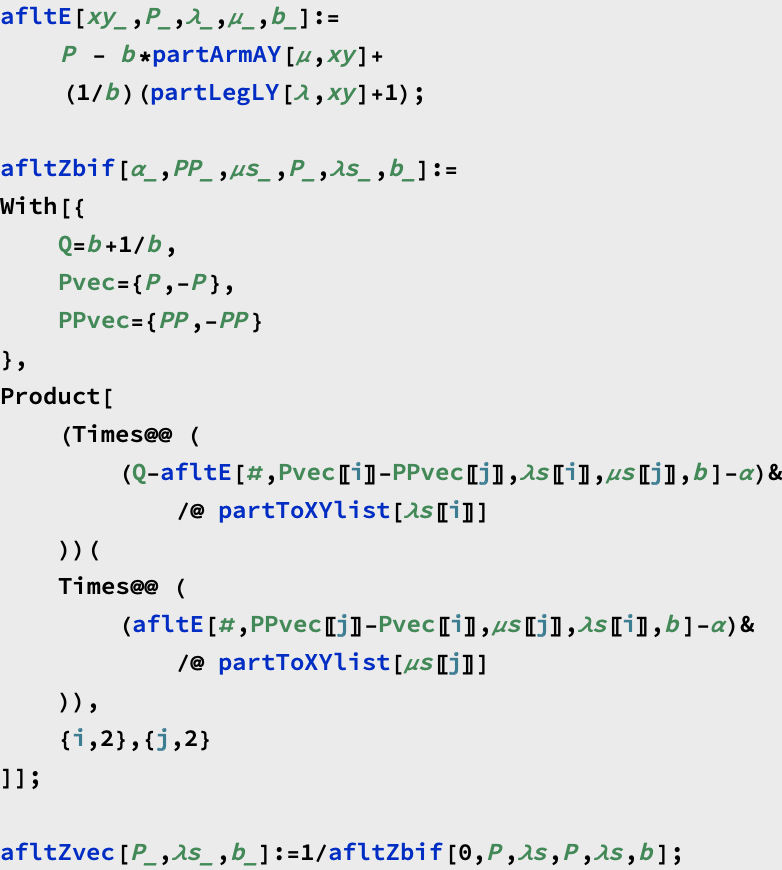 afltE[xy_,P_,λ_,μ_,b_]:=
P - b*partArmAY[μ,xy]+
(1/b)(partLegLY[λ,xy]+1);
afltZbif[α_,PP_,μs_,P_,λs_,b_]:=
With[{
Q=b+1/b,
Pvec={P,-P},
PPvec={PP,-PP}
},
Product[
(Times@@ (
(Q-afltE[#,Pvec⟦i⟧-PPvec⟦j⟧,λs⟦i⟧,μs⟦j⟧,b]-α)&
/@ partToXYlist[λs⟦i⟧]
))(
Times@@ (
(afltE[#,PPvec⟦j⟧-Pvec⟦i⟧,μs⟦j⟧,λs⟦i⟧,b]-α)&
/@ partToXYlist[μs⟦j⟧]
)),
{i,2},{j,2}
]];
afltZvec[P_,λs_,b_]:=1/afltZbif[0,P,λs,P,λs,b];